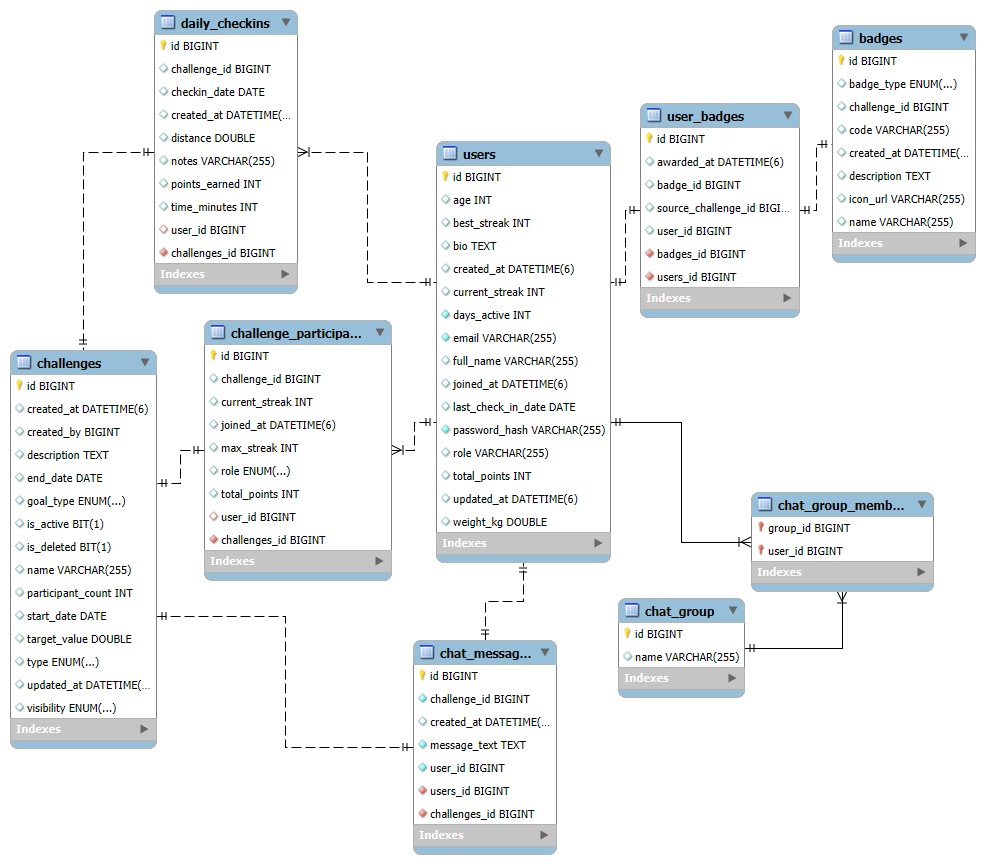 daily_checkins
id BIGINT
challenge_id BIGINT
checkin_date DATE
created_at DATETIME(...
distance DOUBLE
notes VARCHAR(255)
points_earned INT
time_minutes INT
user_id BIGINT
challenges_id BIGINT
Indexes
badges
id BIGINT
badge_type ENUM(...)
challenge_id BIGINT
code VARCHAR(255)
created_at DATETIME(...
description TEXT
icon_url VARCHAR(255)
name VARCHAR(255)
Indexes
user_badges
id BIGINT
awarded_at DATETIME(6)
badge_id BIGINT
source_challenge_id BIGI...
user_id BIGINT
badges_id BIGINT
users_id BIGINT
Indexes
users
id BIGINT
age INT
best_streak INT
bio TEXT
created_at DATETIME(6)
current_streak INT
days_active INT
email VARCHAR(255)
full_name VARCHAR(255)
joined_at DATETIME(6)
last_check_in_date DATE
password_hash VARCHAR(255)
role VARCHAR(255)
total_points INT
updated_at DATETIME(6)
weight_kg DOUBLE
Indexes
challenge_participa...
id BIGINT
challenge_id BIGINT
current_streak INT
joined_at DATETIME(6)
max_streak INT
role ENUM(...)
total_points INT
user_id BIGINT
challenges_id BIGINT
Indexes
challenges
id BIGINT
created_at DATETIME(6)
created_by BIGINT
description TEXT
end_date DATE
goal_type ENUM(...)
is_active BIT(1)
is_deleted BIT(1)
name VARCHAR(255)
participant_count INT
start_date DATE
target_value DOUBLE
type ENUM(...)
updated_at DATETIME(...
visibility ENUM(...)
Indexes
chat_group_memb...
group_id BIGINT
user_id BIGINT
Indexes
chat_group
id BIGINT
name VARCHAR(255)
Indexes
chat_messag...
id BIGINT
challenge_id BIGINT
created_at DATETIME(...
message_text TEXT
user_id BIGINT
users_id BIGINT
challenges_id BIGINT
Indexes